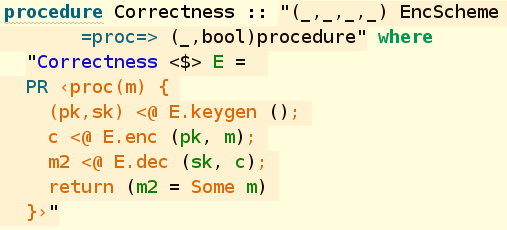 procedure Correctness :: "(_,_,_,_) EncScheme
=proc=> (_,bool)procedure" where
"Correctness <$> E =
PR ‹proc(m) {
(pk,sk) <@ E.keygen ();
c <@ E.enc (pk, m);
m2 <@ E.dec (sk, c);
return (m2 = Some m)
}›"